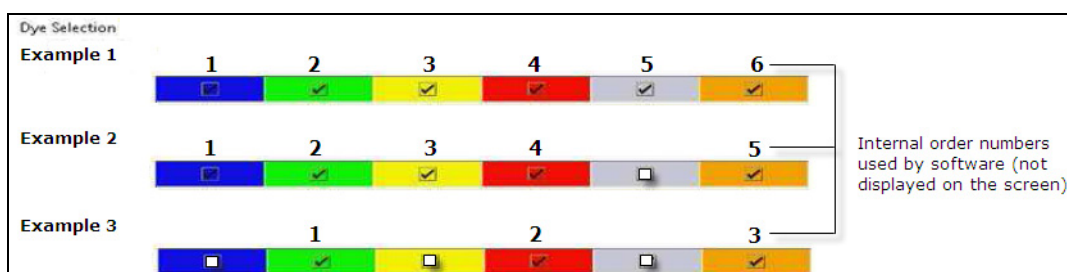 Dye Selection
Example 1
1 2 3 4 5 6
Example 2
1 2 3 4 5
Internal order numbers
used by software (not
displayed on the screen)
Example 3
1 2 3